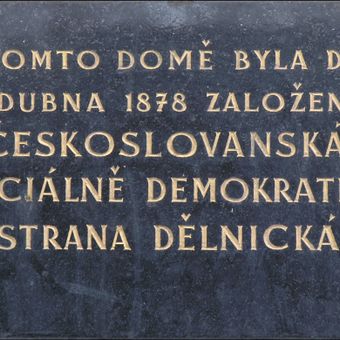 OMTO DOMĚ BYLA D
DUBNA 1878 ZALOŽEN
ČESKOSLOVANSKÁ
CIÁLNĚ DEMOKRATI
STRANA DĚLNICKÁ